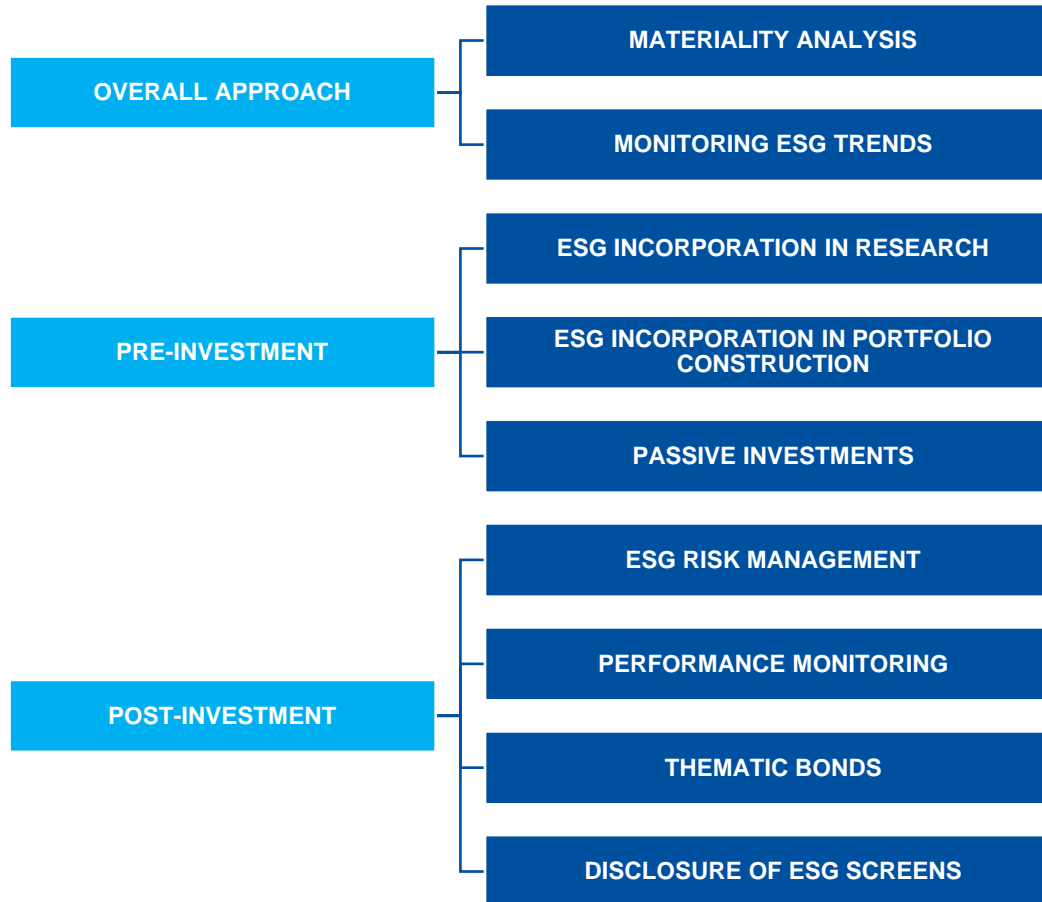 OVERALL APPROACH
MATERIALITY ANALYSIS
MONITORING ESG TRENDS
PRE-INVESTMENT
ESG INCORPORATION IN RESEARCH
ESG INCORPORATION IN PORTFOLIO
CONSTRUCTION
PASSIVE INVESTMENTS
POST-INVESTMENT
ESG RISK MANAGEMENT
PERFORMANCE MONITORING
THEMATIC BONDS
DISCLOSURE OF ESG SCREENS